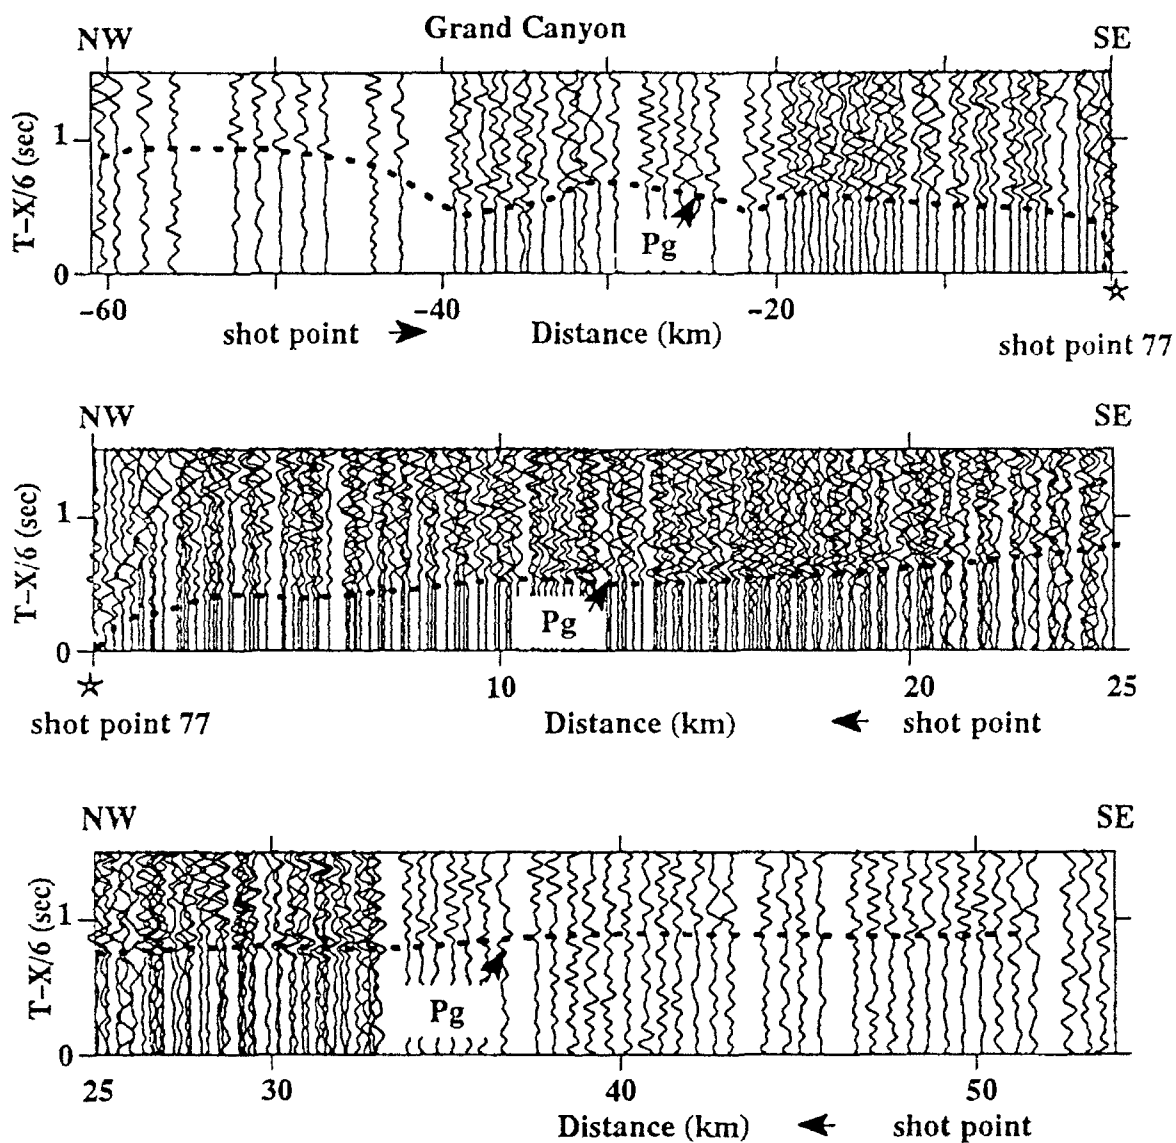 Grand Canyon
NW SE
T-X/6 (sec)
1
0
Pg
-60 -40 -20
shot point Distance (km)
shot point 77
NW SE
T-X/6 (sec)
1
0
Pg
10 20 25
shot point 77 Distance (km) shot point
NW SE
T-X/6 (sec)
1
0
Pg
25 30 40 50
Distance (km) shot point